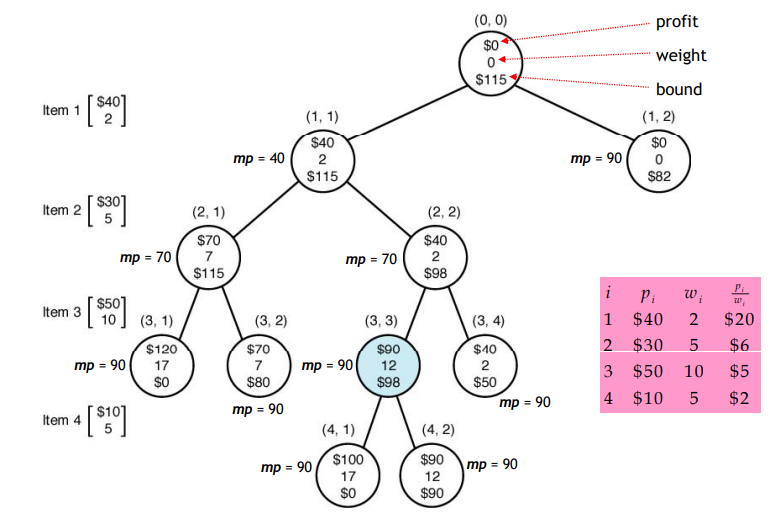 (0, 0)
$0
0
$115
profit
weight
bound
Item 1 [$40 2]
(1, 1)
mp = 40
$40
2
$115
(1, 2)
mp = 90
$0
0
$82
Item 2 [$30 5]
(2, 1)
mp = 70
$70
7
$115
(2, 2)
mp = 70
$40
2
$98
Item 3 [$50 10]
(3, 1)
mp = 90
$120
17
$0
(3, 2)
$70
7
$80
mp = 90
(3, 3)
mp = 90
$90
12
$98
(3, 4)
$40
2
$50
mp = 90
Item 4 [$10 5]
(4, 1)
mp = 90
$100
17
$0
(4, 2)
$90
12
$90
mp = 90
i pᵢ wᵢ pᵢ/wᵢ
1 $40 2 $20
2 $30 5 $6
3 $50 10 $5
4 $10 5 $2